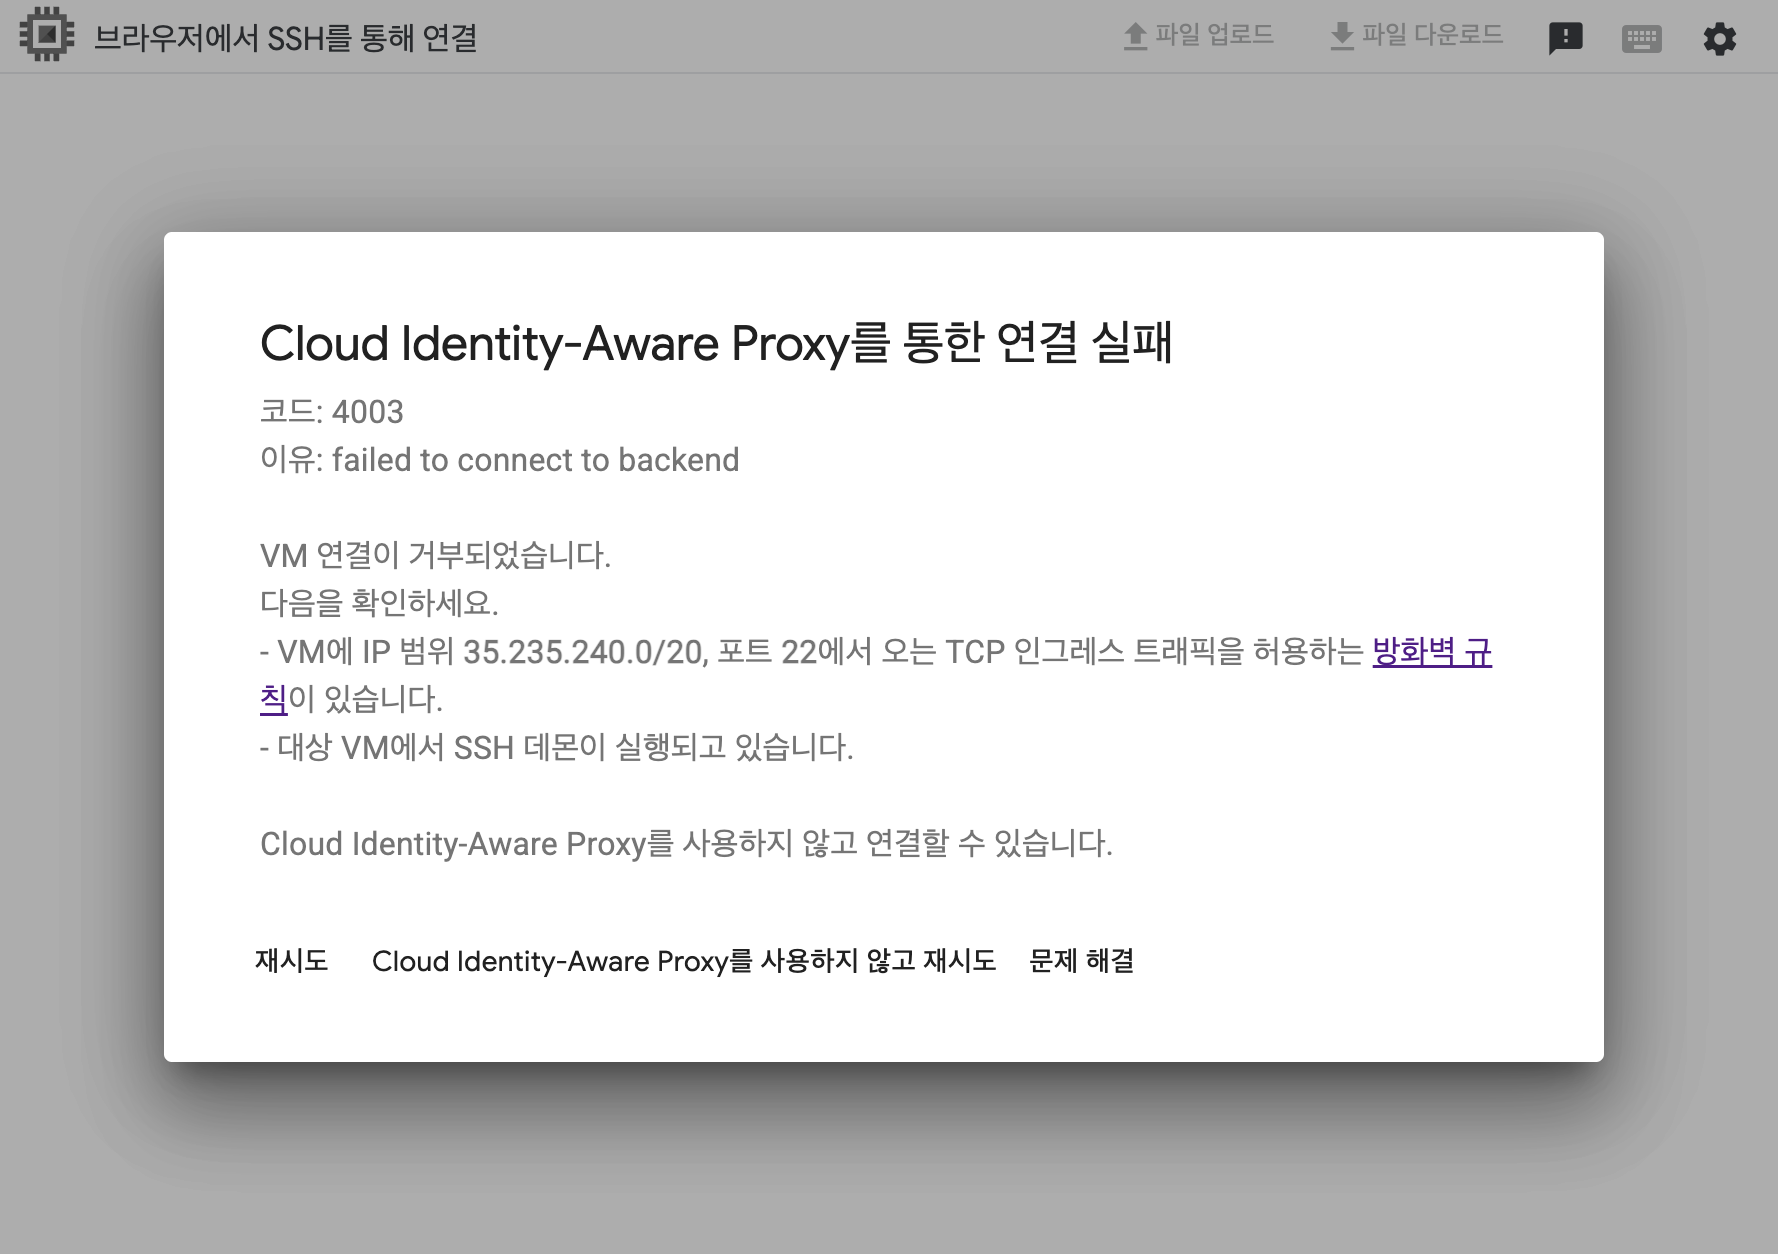 브라우저에서 SSH를 통해 연결
파일 업로드
파일 다운로드
Cloud Identity-Aware Proxy를 통한 연결 실패
코드: 4003
이유: failed to connect to backend
VM 연결이 거부되었습니다.
다음을 확인하세요.
- VM에 IP 범위 35.235.240.0/20, 포트 22에서 오는 TCP 인그레스 트래픽을 허용하는 방화벽 규
칙이 있습니다.
- 대상 VM에서 SSH 데몬이 실행되고 있습니다.
Cloud Identity-Aware Proxy를 사용하지 않고 연결할 수 있습니다.
재시도
Cloud Identity-Aware Proxy를 사용하지 않고 재시도
문제 해결